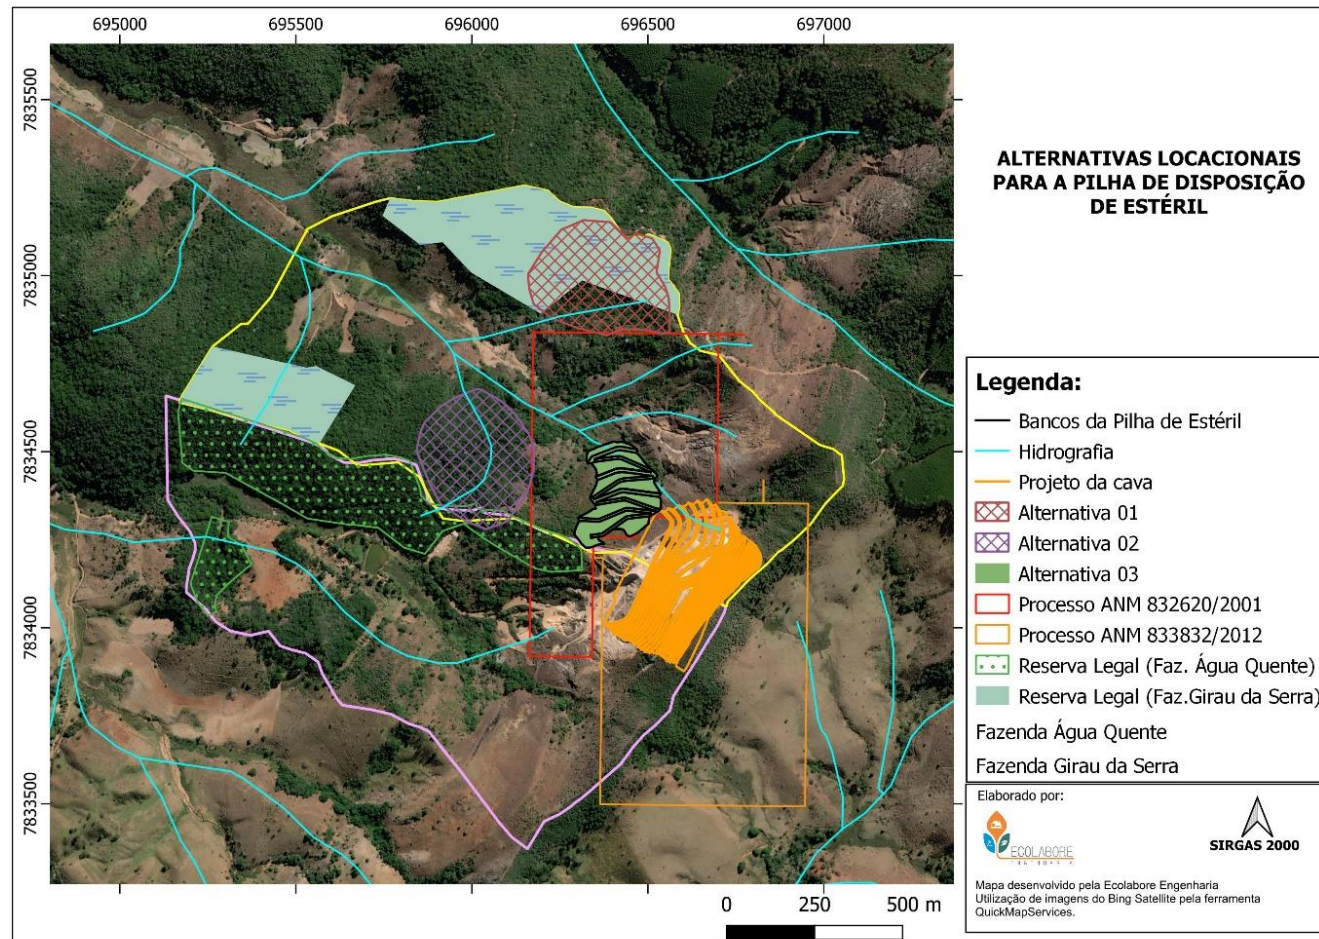 695000 695500 696000 696500 697000
7835500
7835000
7834500
7834000
7833500
ALTERNATIVAS LOCACIONAIS
PARA A PILHA DE DISPOSIÇÃO
DE ESTÉRIL
Legenda:
Bancos da Pilha de Estéril
Hidrografia
Projeto da cava
Alternativa 01
Alternativa 02
Alternativa 03
Processo ANM 832620/2001
Processo ANM 833832/2012
Reserva Legal (Faz. Água Quente)
Reserva Legal (Faz.Girau da Serra)
Fazenda Água Quente
Fazenda Girau da Serra
Elaborado por:
ECOLABORE
SIRGAS 2000
Mapa desenvolvido pela Ecolabore Engenharia
Utilização de imagens do Bing Satellite pela ferramenta
QuickMapServices.
0 250 500 m